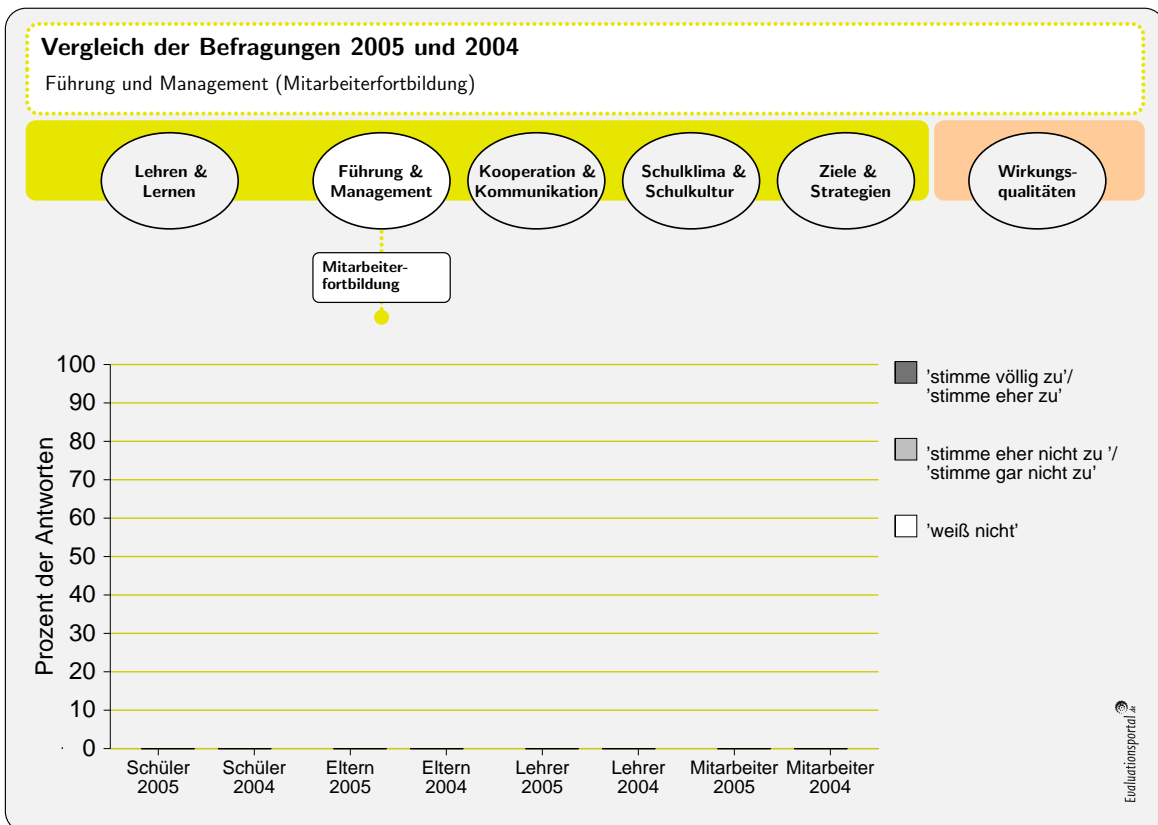 Vergleich der Befragungen 2005 und 2004
Führung und Management (Mitarbeiterfortbildung)
Lehren &
Lernen
Führung &
Management
Kooperation &
Kommunikation
Schulklima &
Schulkultur
Ziele &
Strategien
Wirkungs-
qualitäten
Mitarbeiter-
fortbildung
Prozent der Antworten
100
90
80
70
60
50
40
30
20
10
0
Schüler
2005
Schüler
2004
Eltern
2005
Eltern
2004
Lehrer
2005
Lehrer
2004
Mitarbeiter
2005
Mitarbeiter
2004
’stimme völlig zu’/
’stimme eher zu’
’stimme eher nicht zu ’/
’stimme gar nicht zu’
’weiß nicht’
Evaluationsportal.de